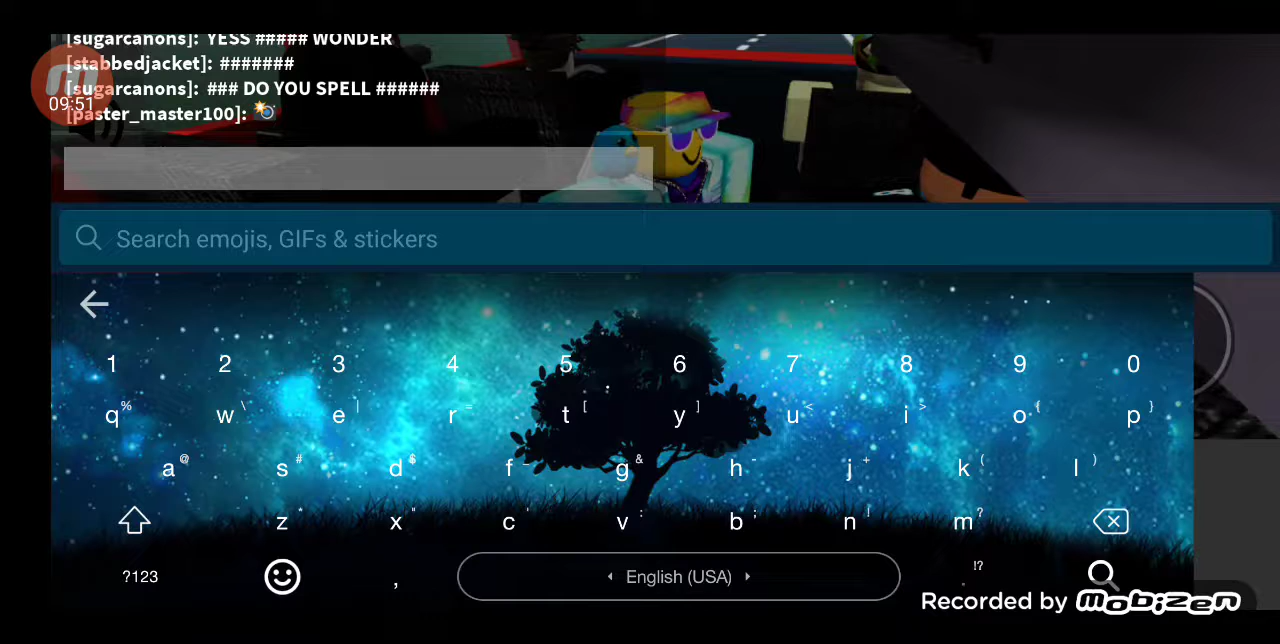 [sugarcanons]: YESS ##### WONDER
[stabbedjacket]: #######
[sugarcanons]: ### DO YOU SPELL ######
09:51
[paster_master100]: 💣
Search emojis, GIFs & stickers
1 2 3 4 5 6 7 8 9 0
q% w\ e| r= t[ y] u< i> o{ p}
a@ s# d$ f_ g& h- j+ k( l)
z* x" c' v: b; n! m?
?123 , English (USA) . !?
Recorded by mobizen